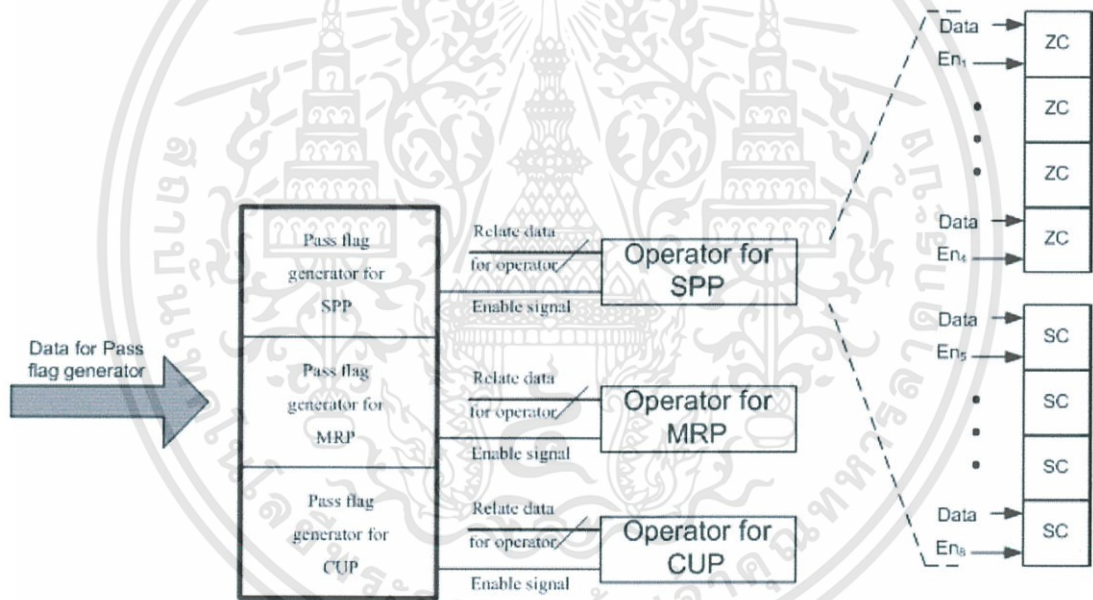 Data for Pass
flag generator
Pass flag
generator for
SPP
Pass flag
generator for
MRP
Pass flag
generator for
CUP
Relate data
for operator
Enable signal
Operator for
SPP
Relate data
for operator
Enable signal
Operator for
MRP
Relate data
for operator
Enable signal
Operator for
CUP
Data
En₁
ZC
ZC
ZC
Data
En₄
ZC
Data
En₅
SC
SC
SC
Data
En₈
SC